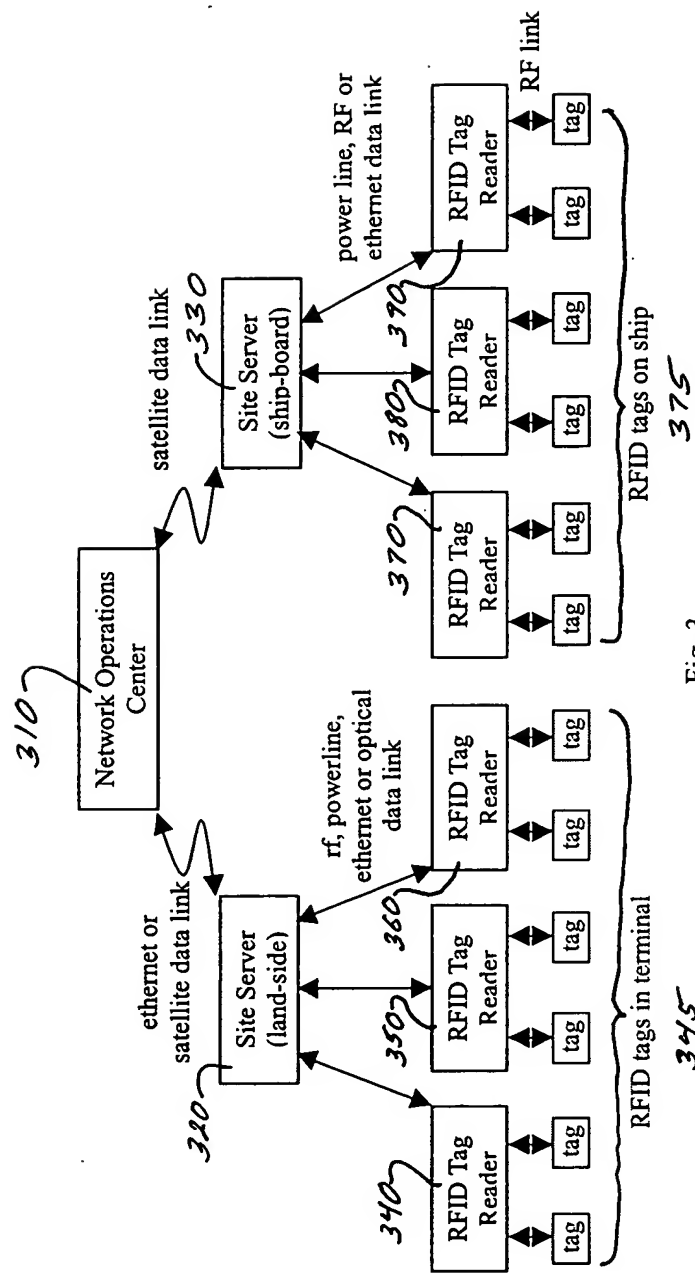 310
Network Operations
Center
ethernet or
satellite data link
satellite data link
320
Site Server
(land-side)
330
Site Server
(ship-board)
rf, powerline,
ethernet or optical
data link
power line, RF or
ethernet data link
340
RFID Tag
Reader
350
RFID Tag
Reader
360
RFID Tag
Reader
370
RFID Tag
Reader
380
RFID Tag
Reader
390
RFID Tag
Reader
RF link
tag
tag
tag
tag
tag
tag
tag
tag
tag
tag
tag
tag
RFID tags in terminal
345
RFID tags on ship
375